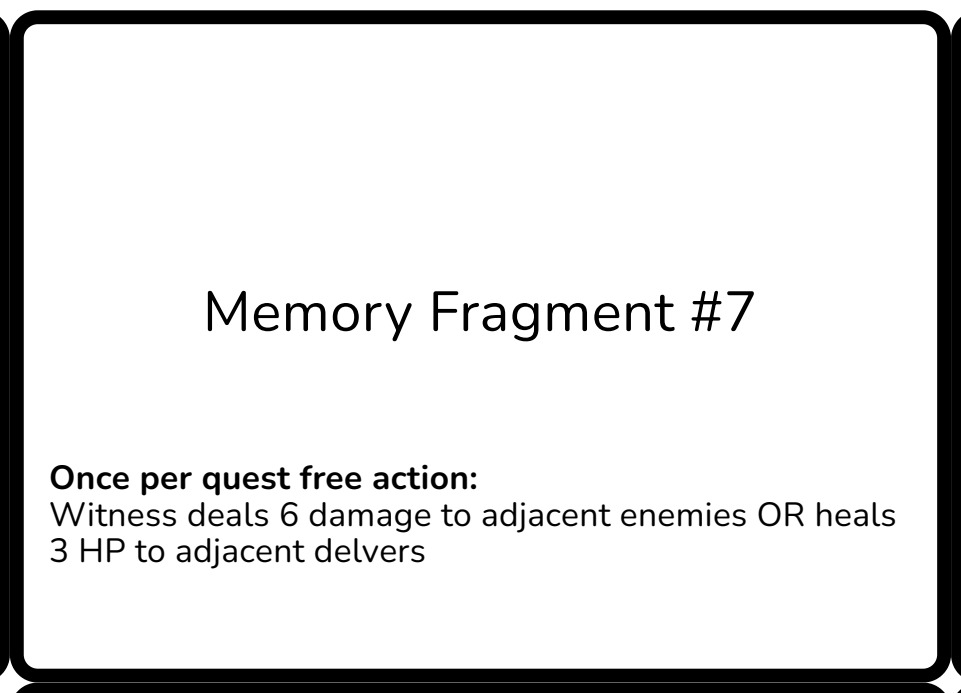 Memory Fragment #7
Once per quest free action:
Witness deals 6 damage to adjacent enemies OR heals
3 HP to adjacent delvers